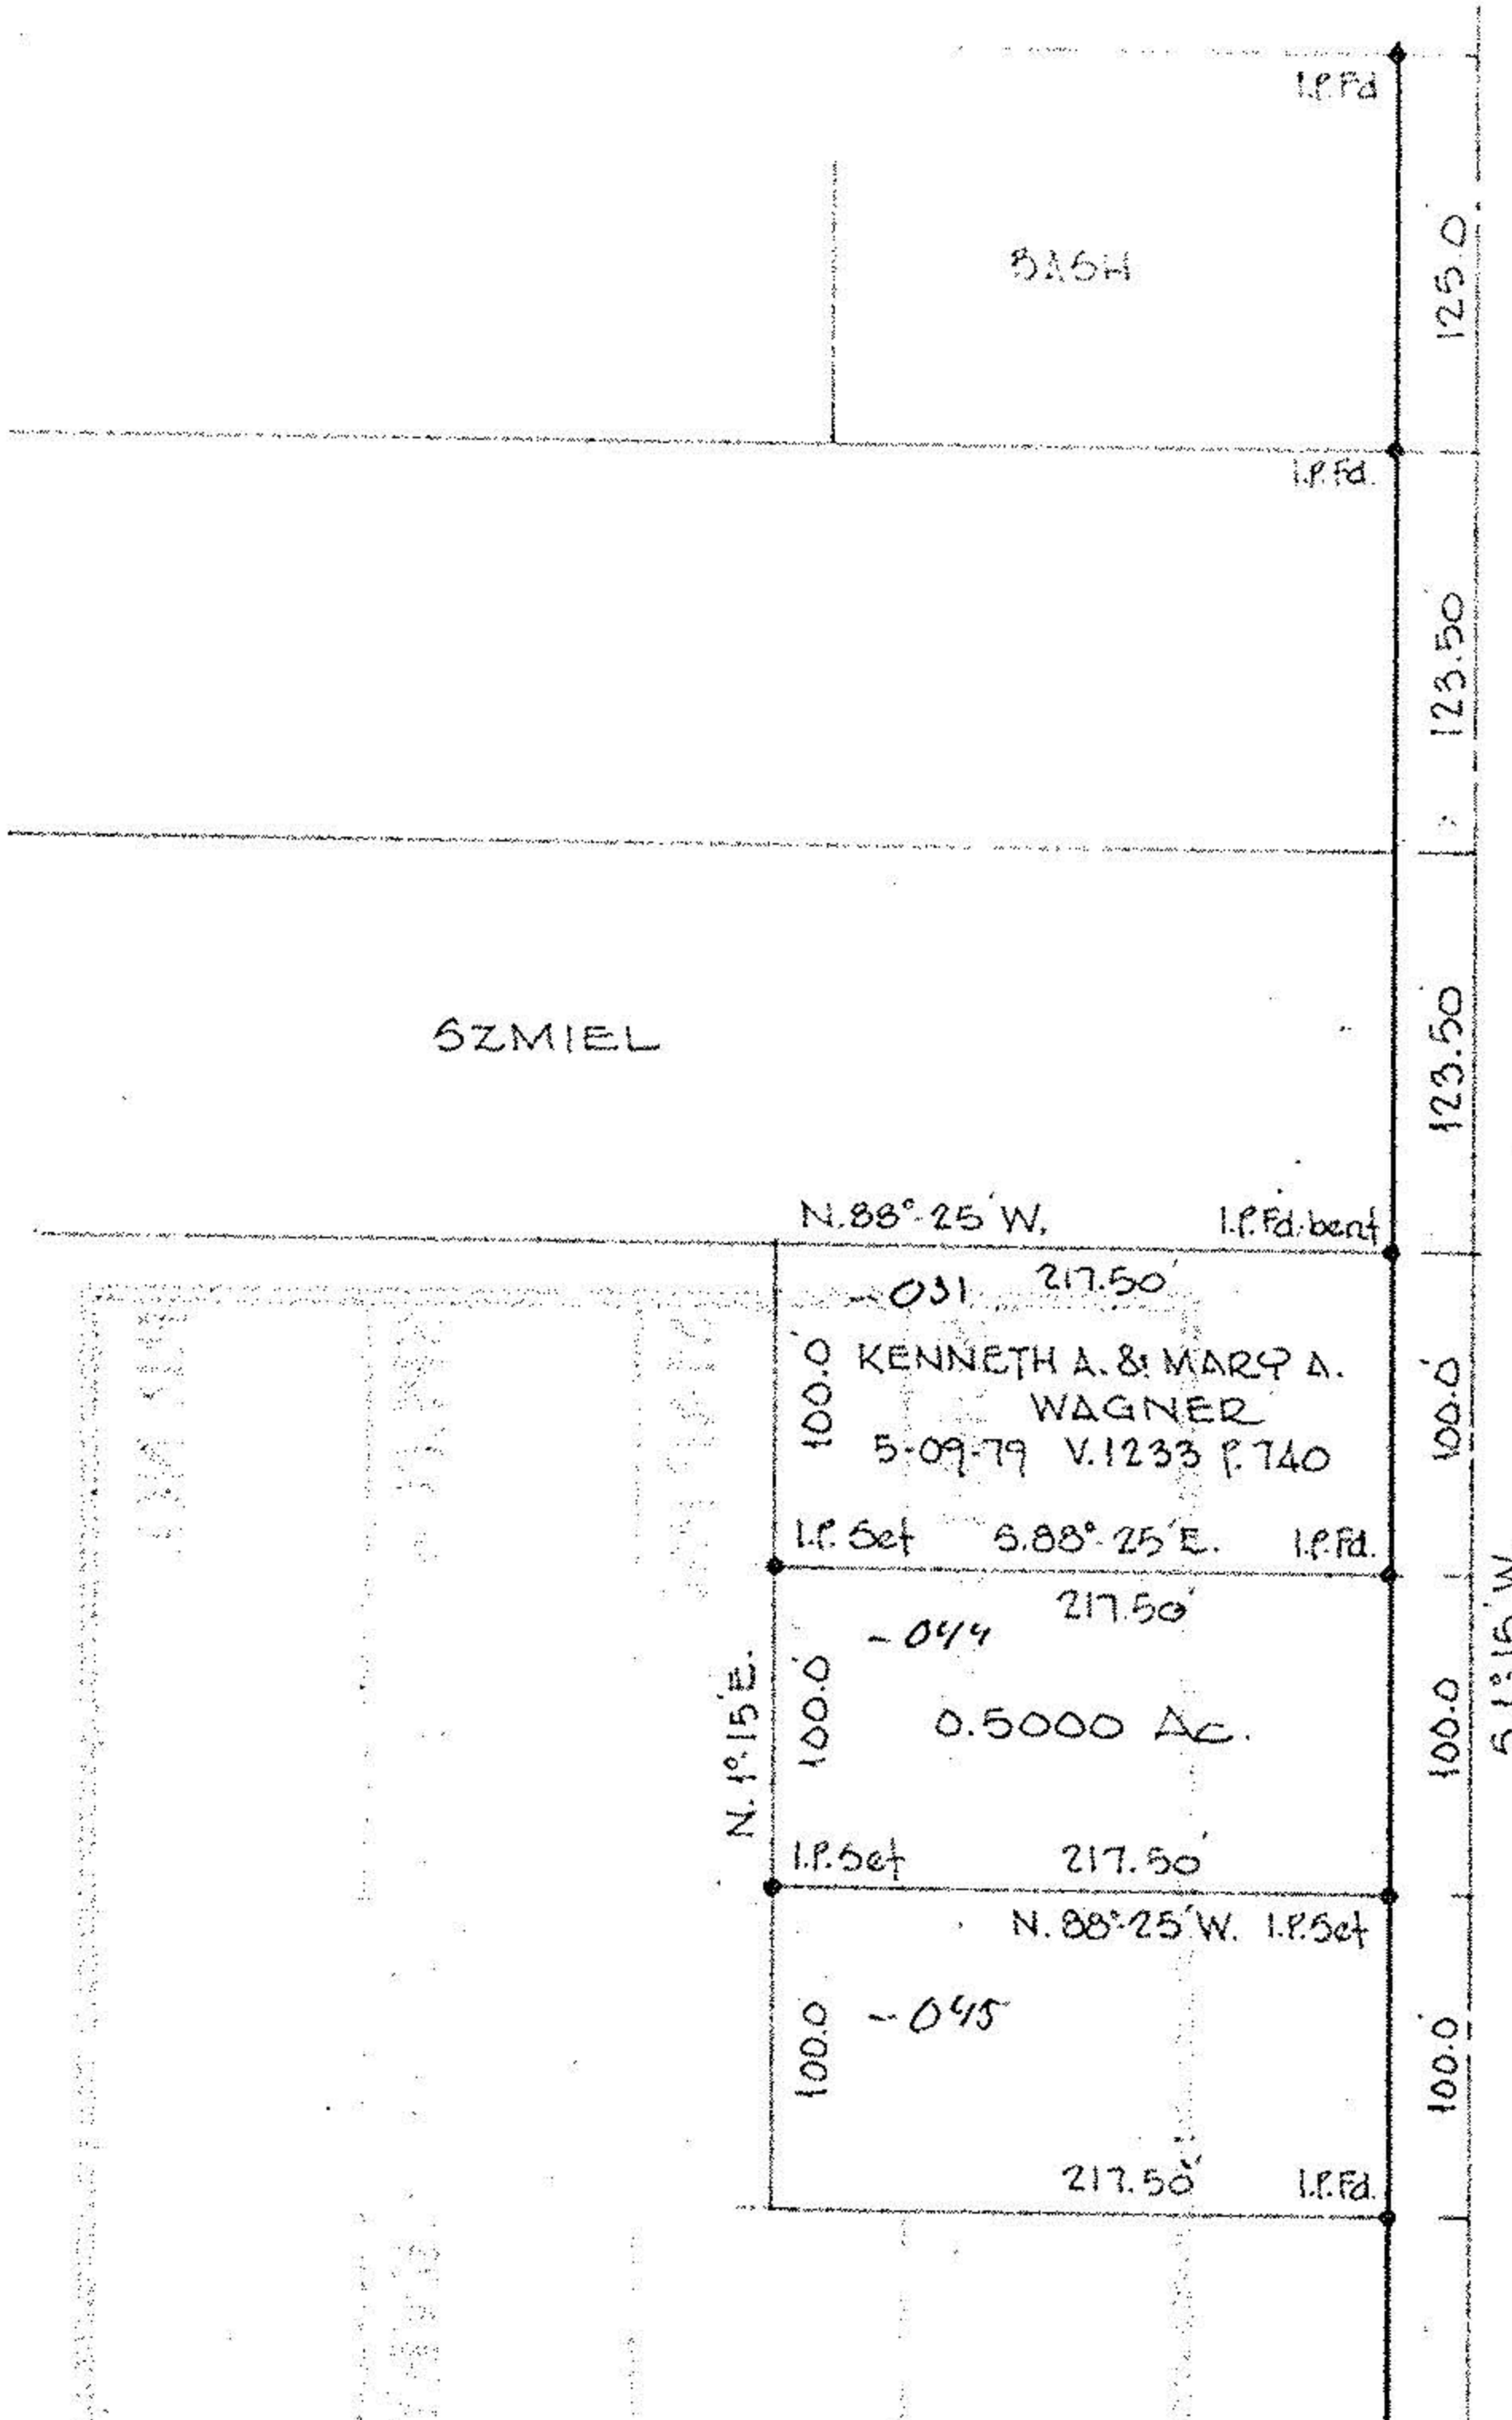 I.P. Fd
BASH
125.0'
I.P. Fd.
123.50'
SZMIEL
123.50'
N. 88°-25' W.
I.P. Fd. bent
-031
217.50'
100.0'
KENNETH A. & MARY A.
WAGNER
5-09-79 V. 1233 P. 740
100.0'
I.P. Set
S. 88°-25' E.
I.P. Fd.
217.50'
-044
N. 1°-15' E.
100.0'
0.5000 Ac.
100.0'
S. 1°-15' W.
I.P. Set
217.50'
N. 88°-25' W.
I.P. Set
100.0'
-045
100.0'
217.50'
I.P. Fd.